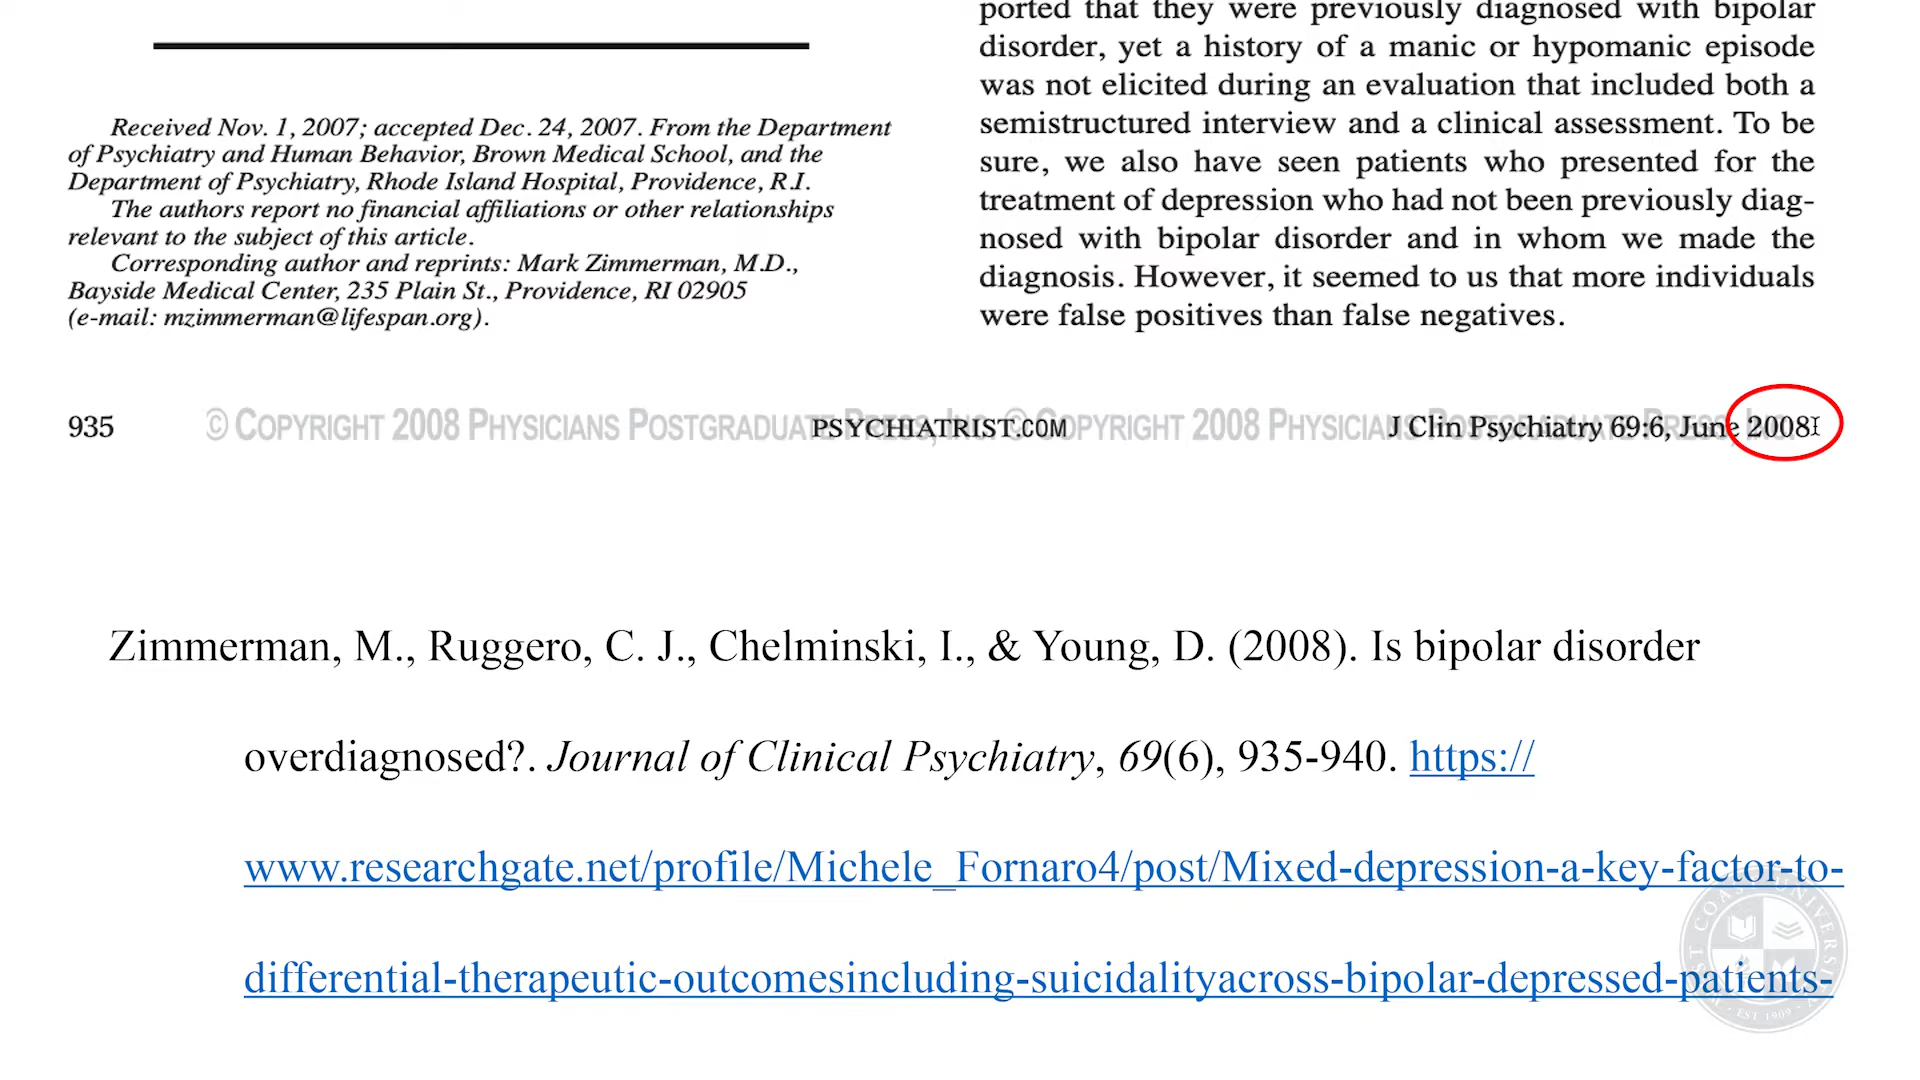 Received Nov. 1, 2007; accepted Dec. 24, 2007. From the Department
of Psychiatry and Human Behavior, Brown Medical School, and the
Department of Psychiatry, Rhode Island Hospital, Providence, R.I.
The authors report no financial affiliations or other relationships
relevant to the subject of this article.
Corresponding author and reprints: Mark Zimmerman, M.D.,
Bayside Medical Center, 235 Plain St., Providence, RI 02905
(e-mail: mzimmerman@lifespan.org).
ported that they were previously diagnosed with bipolar
disorder, yet a history of a manic or hypomanic episode
was not elicited during an evaluation that included both a
semistructured interview and a clinical assessment. To be
sure, we also have seen patients who presented for the
treatment of depression who had not been previously diag-
nosed with bipolar disorder and in whom we made the
diagnosis. However, it seemed to us that more individuals
were false positives than false negatives.
935 PSYCHIATRIST.COM J Clin Psychiatry 69:6, June 2008
© COPYRIGHT 2008 PHYSICIANS POSTGRADUATE PRESS, INC. © COPYRIGHT 2008 PHYSICIANS POSTGRADUATE PRESS, INC.
Zimmerman, M., Ruggero, C. J., Chelminski, I., & Young, D. (2008). Is bipolar disorder
overdiagnosed?. Journal of Clinical Psychiatry, 69(6), 935-940. https://
www.researchgate.net/profile/Michele_Fornaro4/post/Mixed-depression-a-key-factor-to-
differential-therapeutic-outcomesincluding-suicidalityacross-bipolar-depressed-patients-
WEST COAST UNIVERSITY
EST 1909